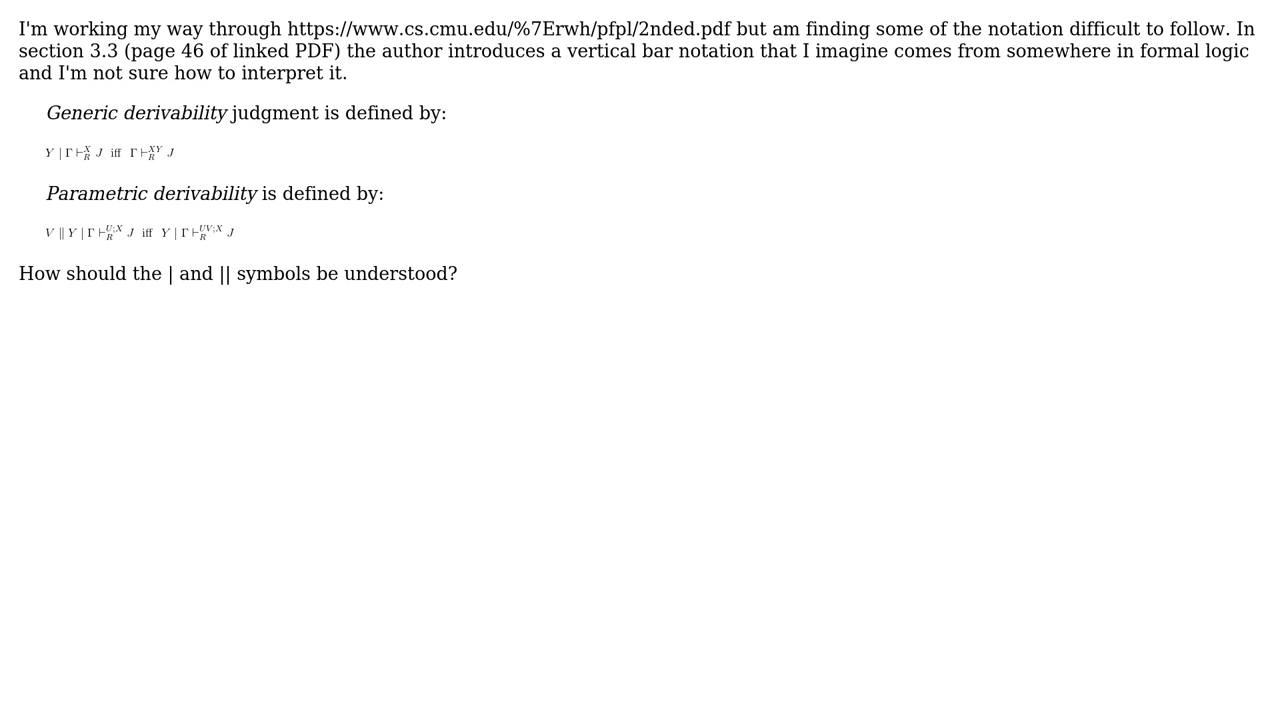 I'm working my way through https://www.cs.cmu.edu/%7Erwh/pfpl/2nded.pdf but am finding some of the notation difficult to follow. In
section 3.3 (page 46 of linked PDF) the author introduces a vertical bar notation that I imagine comes from somewhere in formal logic
and I'm not sure how to interpret it.
Generic derivability judgment is defined by:
Y | Γ ⊢_R^X J iff Γ ⊢_R^{XY} J
Parametric derivability is defined by:
V ∥ Y | Γ ⊢_R^{U;X} J iff Y | Γ ⊢_R^{UV;X} J
How should the | and || symbols be understood?